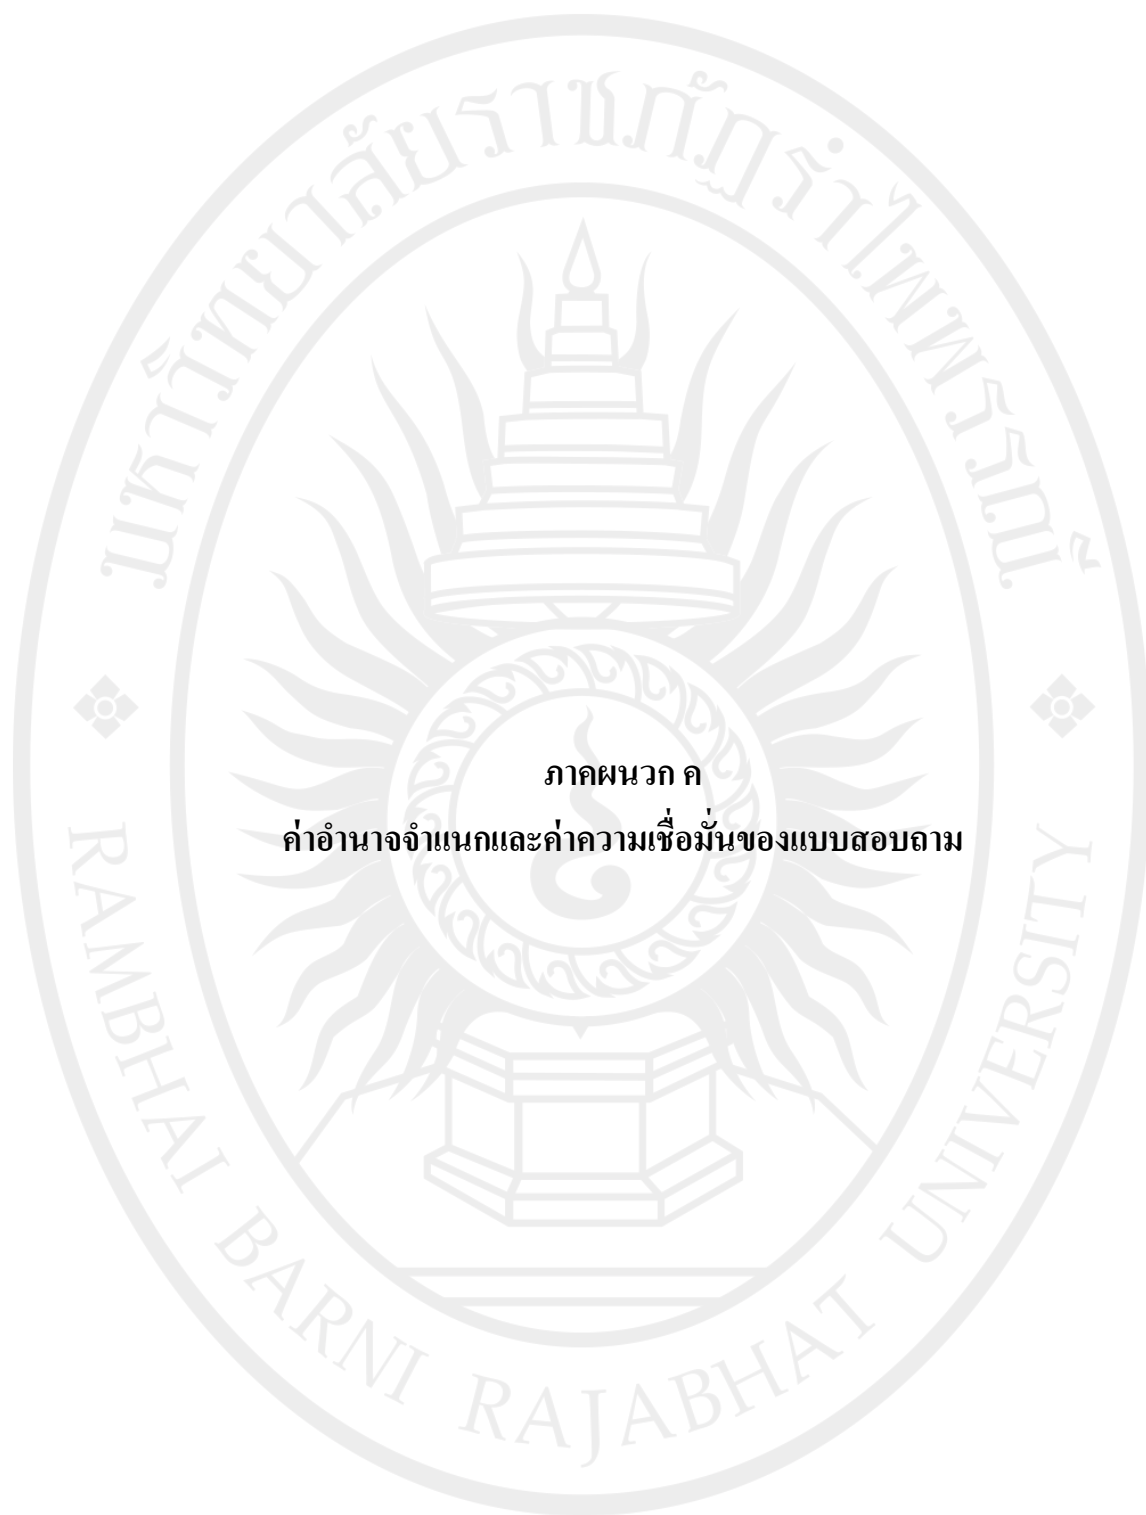 มหาวิทยาลัยราชภัฏรำไพพรรณี
ภาคผนวก ค
ค่าอำนาจจำแนกและค่าความเชื่อมั่นของแบบสอบถาม
RAMBHAI BARNI RAJABHAT UNIVERSITY